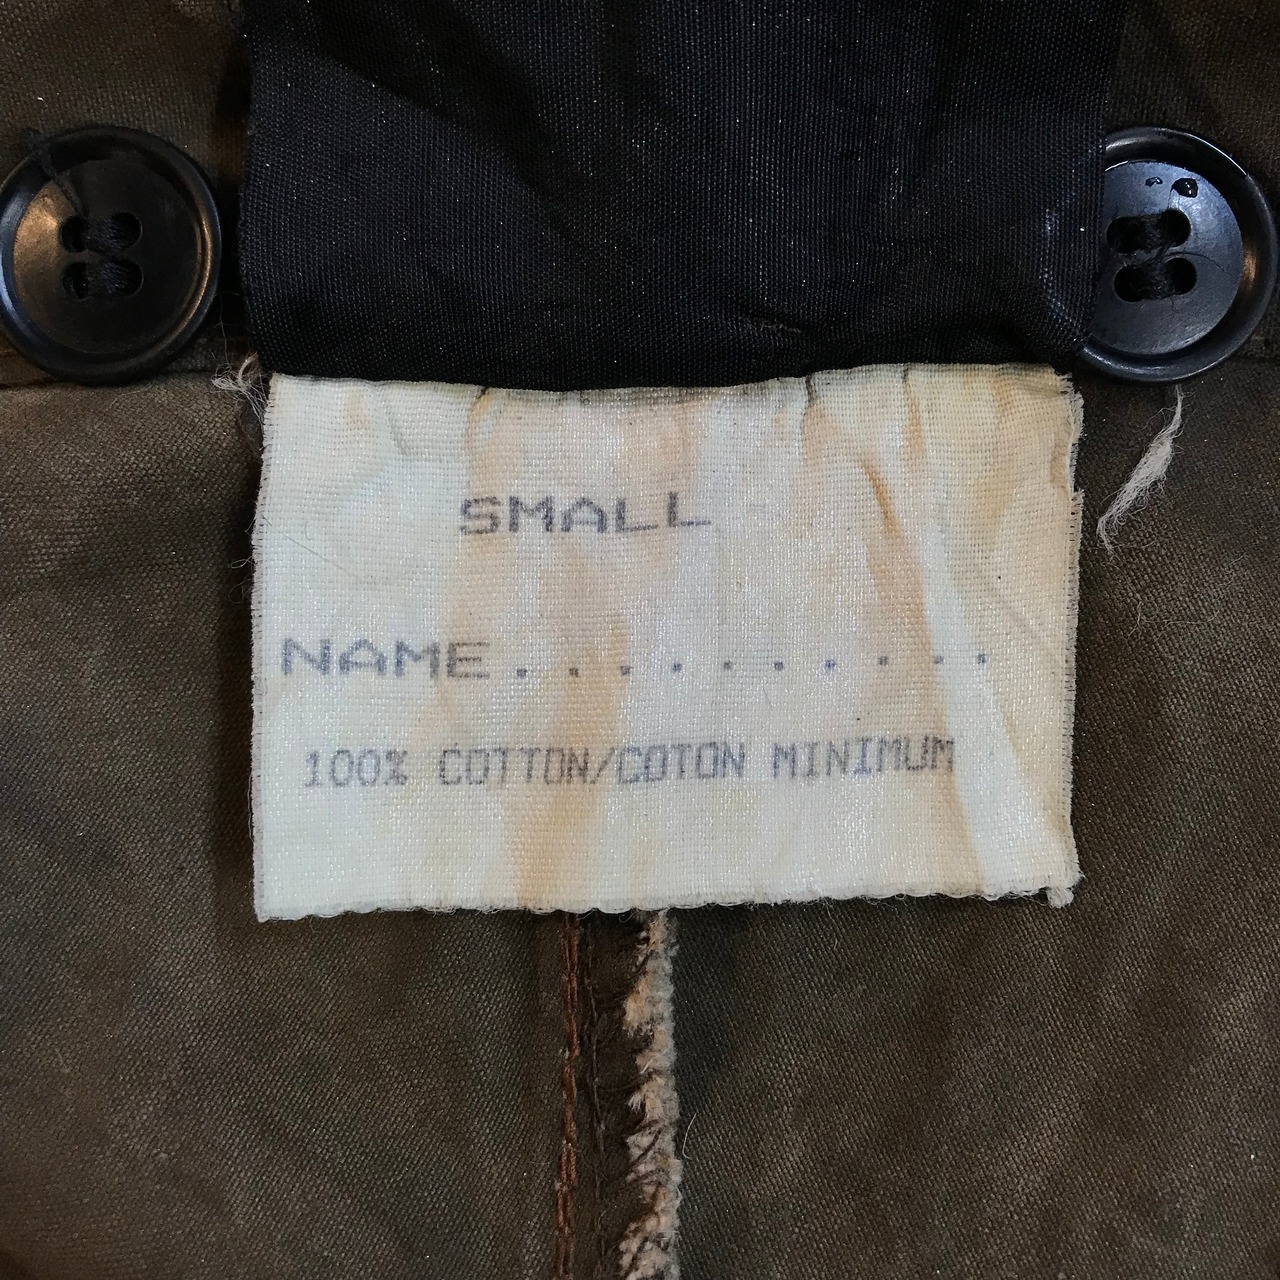 SMALL
NAME..........
100% COTTON/COTON MINIMUM